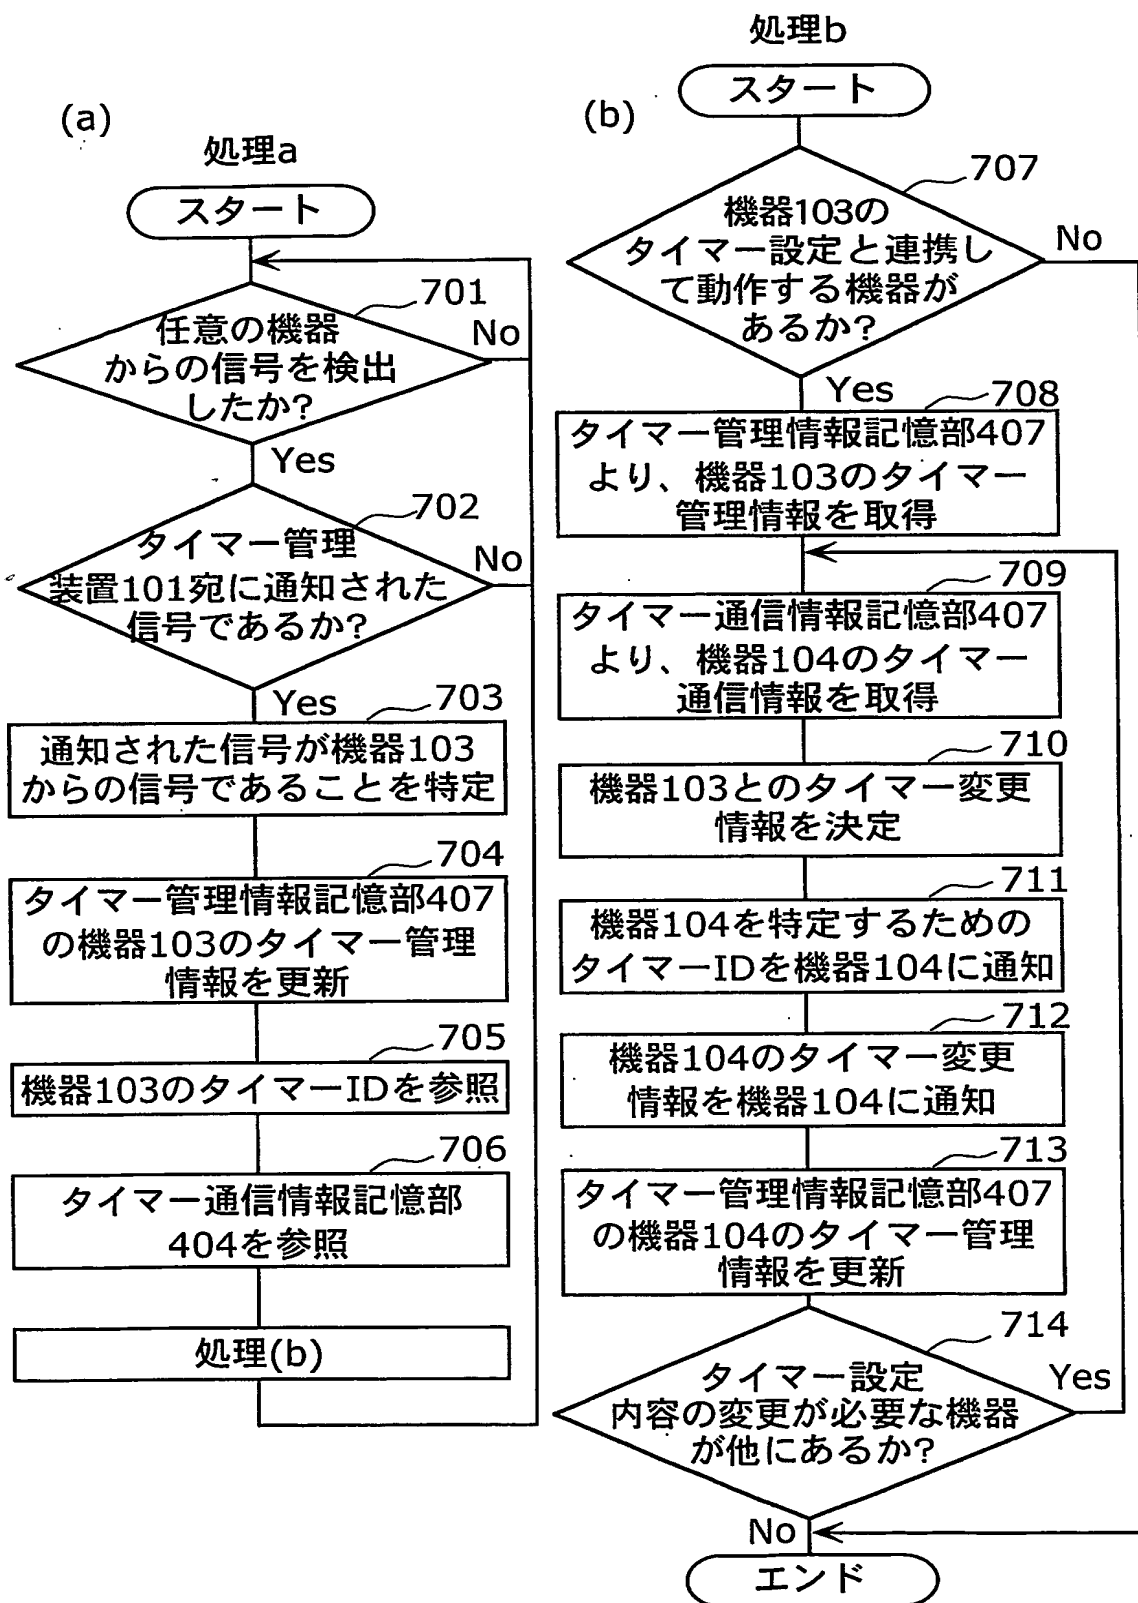 (a)
処理a
スタート
701
任意の機器
からの信号を検出
したか?
No
Yes
702
タイマー管理
装置101宛に通知された
信号であるか?
No
Yes
703
通知された信号が機器103
からの信号であることを特定
704
タイマー管理情報記憶部407
の機器103のタイマー管理
情報を更新
705
機器103のタイマーIDを参照
706
タイマー通信情報記憶部
404を参照
処理(b)
(b)
処理b
スタート
707
機器103の
タイマー設定と連携し
て動作する機器が
あるか?
No
Yes
708
タイマー管理情報記憶部407
より、機器103のタイマー
管理情報を取得
709
タイマー通信情報記憶部407
より、機器104のタイマー
通信情報を取得
710
機器103とのタイマー変更
情報を決定
711
機器104を特定するための
タイマーIDを機器104に通知
712
機器104のタイマー変更
情報を機器104に通知
713
タイマー管理情報記憶部407
の機器104のタイマー管理
情報を更新
714
タイマー設定
内容の変更が必要な機器
が他にあるか?
Yes
No
エンド